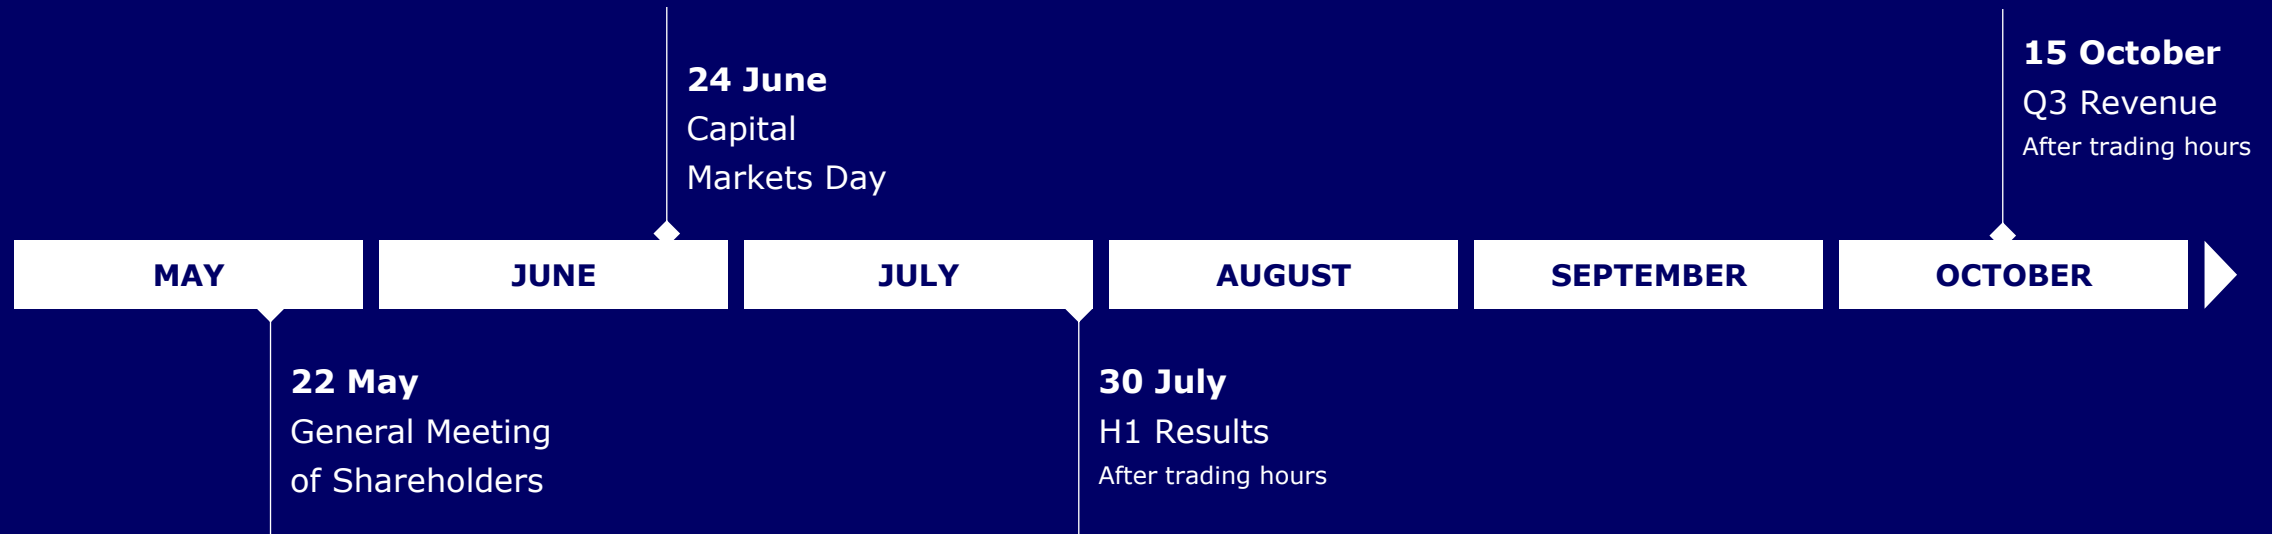 24 June
Capital
Markets Day
15 October
Q3 Revenue
After trading hours
MAY
JUNE
JULY
AUGUST
SEPTEMBER
OCTOBER
22 May
General Meeting
of Shareholders
30 July
H1 Results
After trading hours